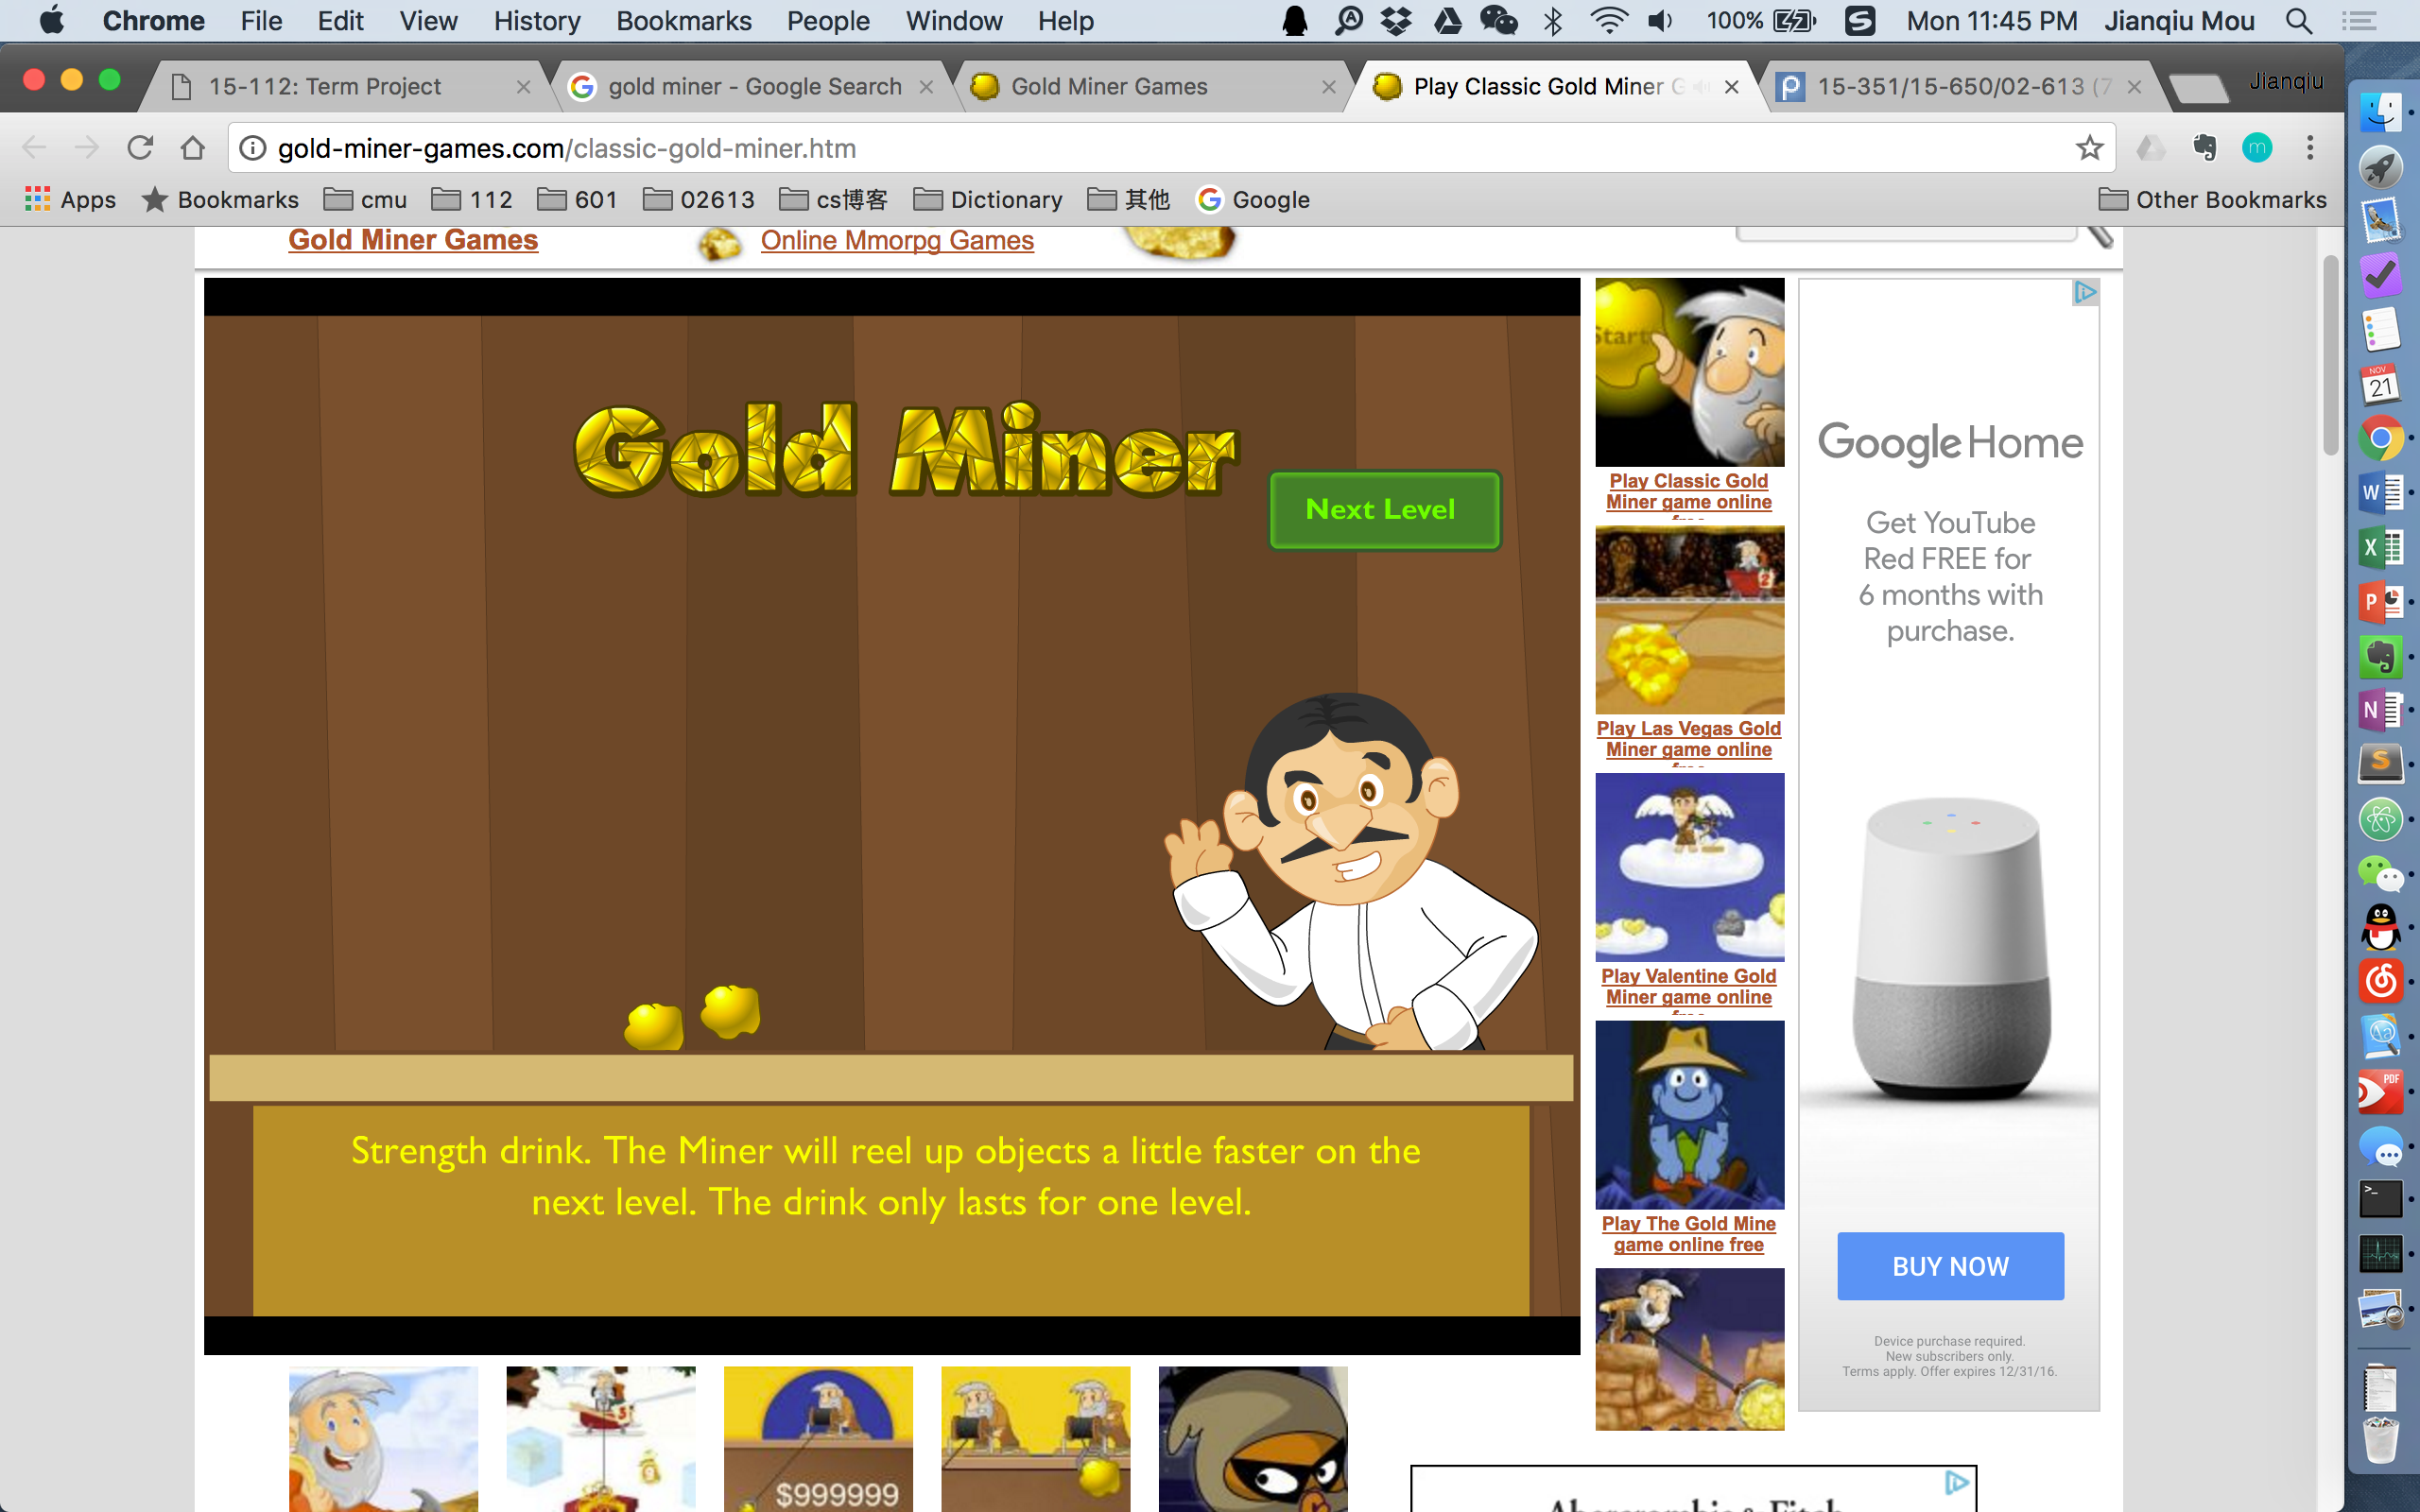 Chrome File Edit View History Bookmarks People Window Help 100% Mon 11:45 PM Jianqiu Mou
15-112: Term Project
gold miner - Google Search
Gold Miner Games
Play Classic Gold Miner G
15-351/15-650/02-613 (7
Jianqiu
gold-miner-games.com/classic-gold-miner.htm
Apps Bookmarks cmu 112 601 02613 cs博客 Dictionary 其他 Google Other Bookmarks
Gold Miner Games
Online Mmorpg Games
Gold Miner
Next Level
Strength drink. The Miner will reel up objects a little faster on the
next level. The drink only lasts for one level.
Start
Play Classic Gold
Miner game online
free
Play Las Vegas Gold
Miner game online
Play Valentine Gold
Miner game online
Play The Gold Mine
game online free
Google Home
Get YouTube
Red FREE for
6 months with
purchase.
BUY NOW
Device purchase required.
New subscribers only.
Terms apply. Offer expires 12/31/16.
$999999
Abercrombie & Fitch
NOV
21
PDF